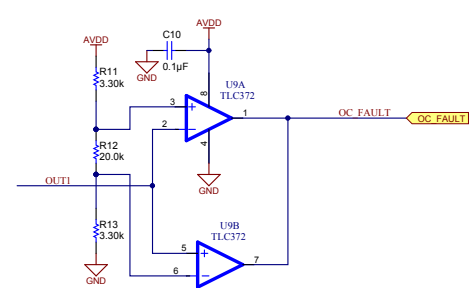 AVDD
C10
AVDD
0.1µF
GND
R11
3.30k
U9A
TLC372
8
3
2
1
4
OC_FAULT
OC_FAULT
R12
20.0k
GND
OUT1
R13
3.30k
U9B
TLC372
5
6
7
GND